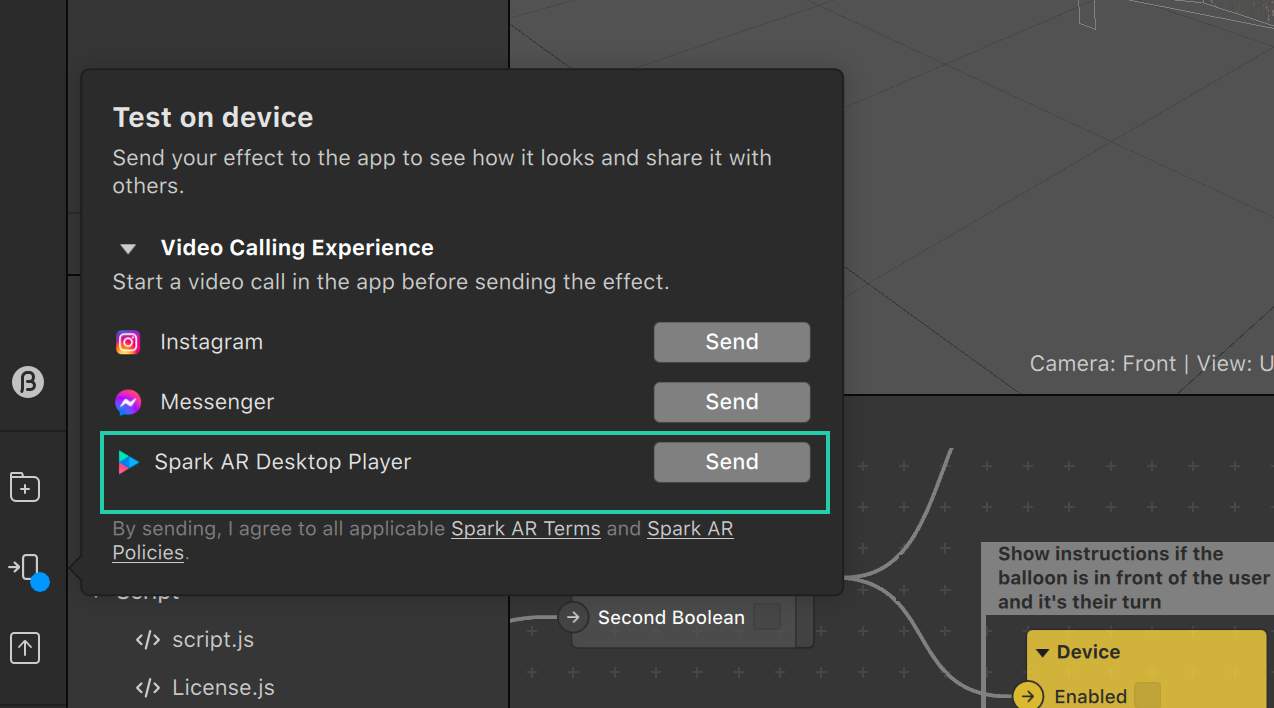 Test on device
Send your effect to the app to see how it looks and share it with
others.
Video Calling Experience
Start a video call in the app before sending the effect.
Instagram Send
Messenger Send
Spark AR Desktop Player Send
By sending, I agree to all applicable Spark AR Terms and Spark AR
Policies.
Camera: Front | View: U
Script
script.js
License.js
Second Boolean
Show instructions if the
balloon is in front of the user
and it's their turn
Device
Enabled